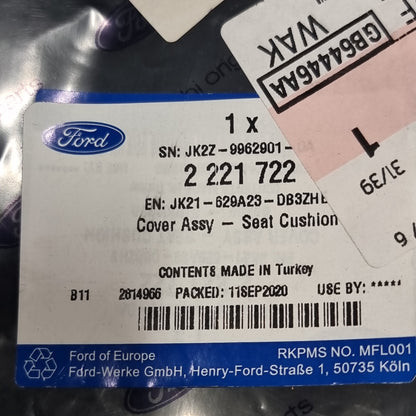 Ford
1 x
SN: JK2Z-9962901-
2 221 722
EN: JK21-629A23-DB3ZHE
Cover Assy - Seat Cushion
CONTENTS MADE IN Turkey
B11 2814966 PACKED: 11SEP2020 USE BY: *****
Ford of Europe RKPMS NO. MFL001
Ford-Werke GmbH, Henry-Ford-Straße 1, 50735 Köln
WAK
GB64446AA
1
31/39